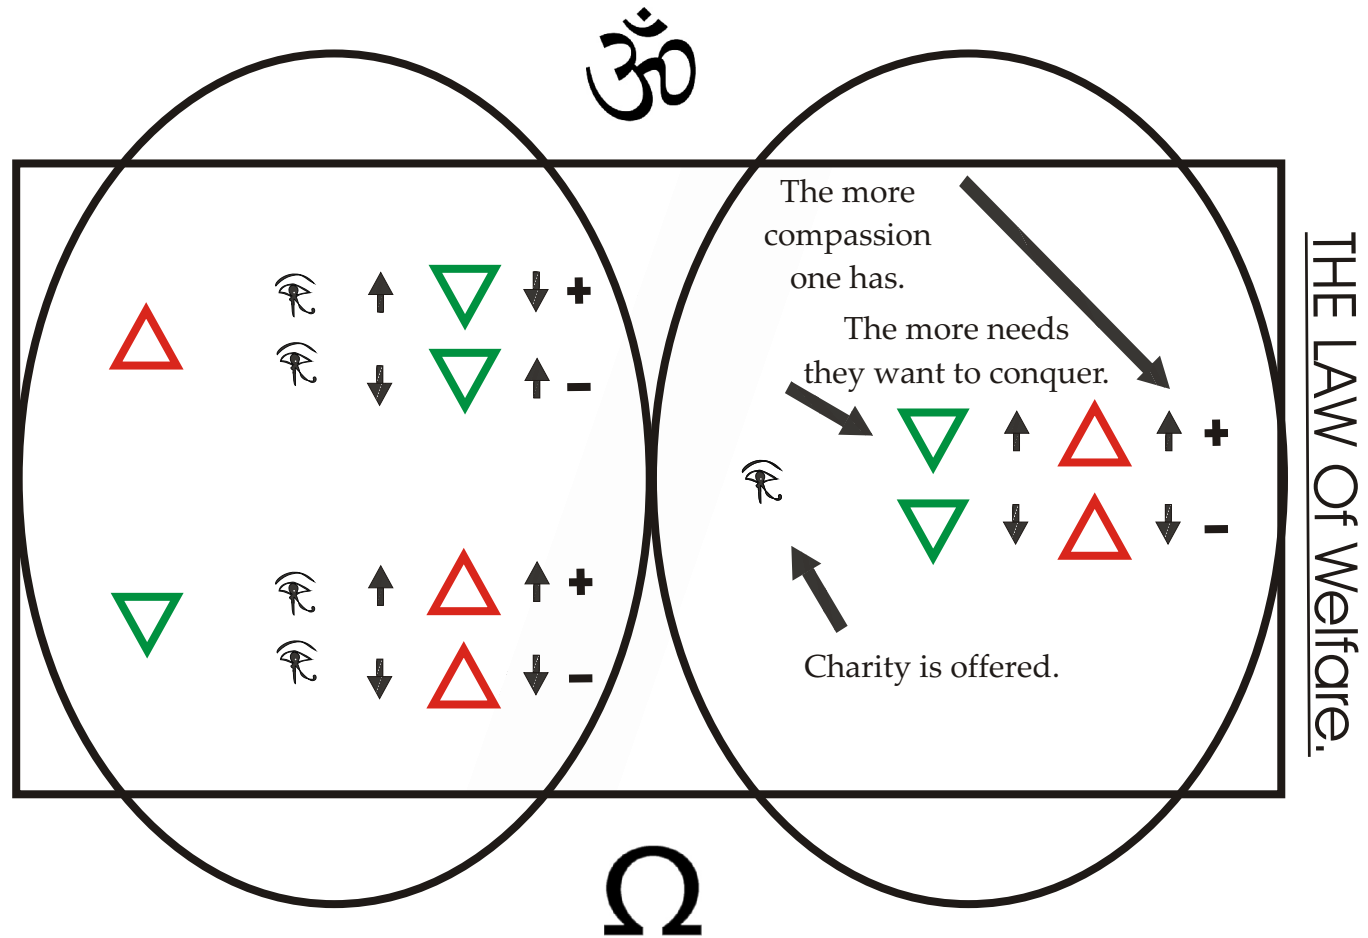 ॐ
The more
compassion
one has.
The more needs
they want to conquer.
+
–
+
–
+
–
Charity is offered.
THE LAW Of Welfare.
Ω